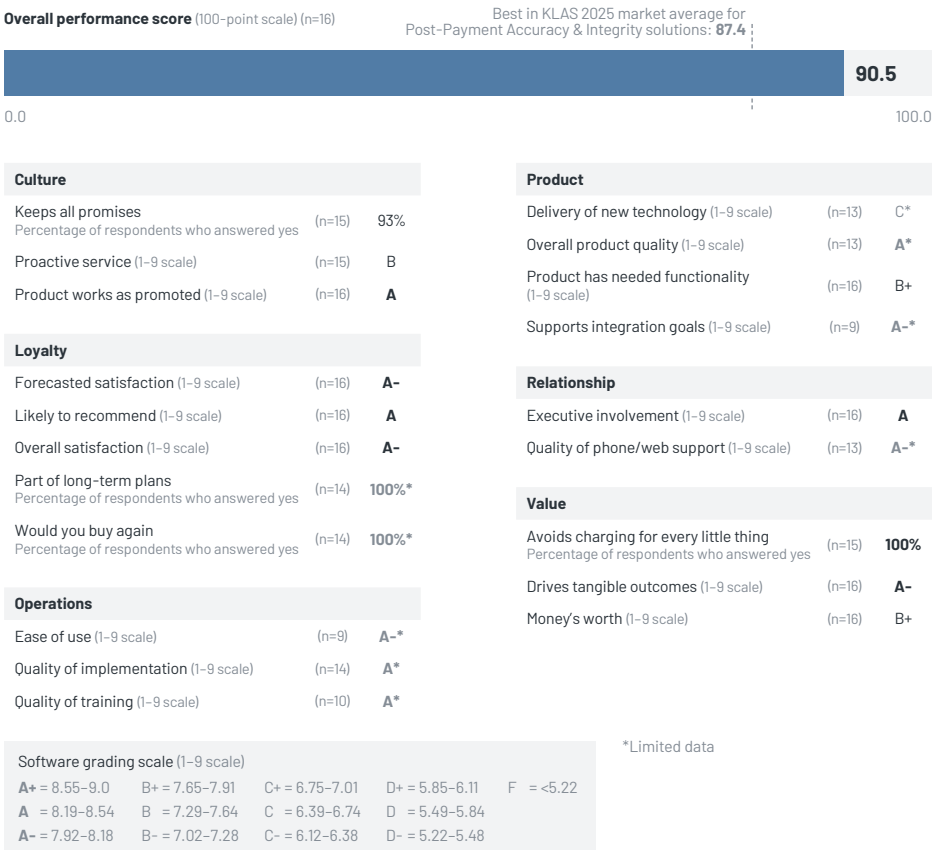 Overall performance score (100-point scale) (n=16)
Best in KLAS 2025 market average for
Post-Payment Accuracy & Integrity solutions: 87.4
90.5
0.0
100.0
Culture
Keeps all promises
Percentage of respondents who answered yes (n=15) 93%
Proactive service (1–9 scale) (n=15) B
Product works as promoted (1–9 scale) (n=16) A
Loyalty
Forecasted satisfaction (1–9 scale) (n=16) A-
Likely to recommend (1–9 scale) (n=16) A
Overall satisfaction (1–9 scale) (n=16) A-
Part of long-term plans
Percentage of respondents who answered yes (n=14) 100%*
Would you buy again
Percentage of respondents who answered yes (n=14) 100%*
Operations
Ease of use (1–9 scale) (n=9) A-*
Quality of implementation (1–9 scale) (n=14) A*
Quality of training (1–9 scale) (n=10) A*
Product
Delivery of new technology (1–9 scale) (n=13) C*
Overall product quality (1–9 scale) (n=13) A*
Product has needed functionality
(1–9 scale) (n=16) B+
Supports integration goals (1–9 scale) (n=9) A-*
Relationship
Executive involvement (1–9 scale) (n=16) A
Quality of phone/web support (1–9 scale) (n=13) A-*
Value
Avoids charging for every little thing
Percentage of respondents who answered yes (n=15) 100%
Drives tangible outcomes (1–9 scale) (n=16) A-
Money's worth (1–9 scale) (n=16) B+
Software grading scale (1–9 scale)
A+ = 8.55–9.0 B+ = 7.65–7.91 C+ = 6.75–7.01 D+ = 5.85–6.11 F = <5.22
A = 8.19–8.54 B = 7.29–7.64 C = 6.39–6.74 D = 5.49–5.84
A- = 7.92–8.18 B- = 7.02–7.28 C- = 6.12–6.38 D- = 5.22–5.48
*Limited data